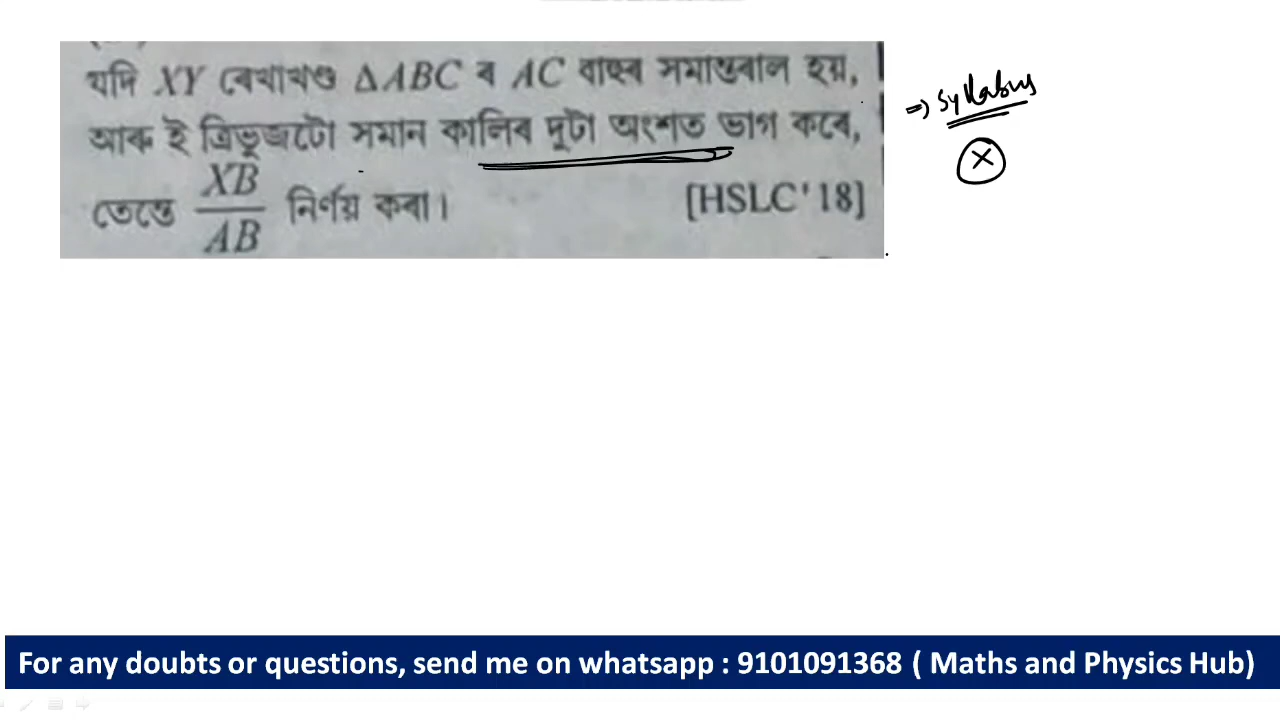 যদি XY ৰেখাখণ্ড ΔABC ৰ AC বাহুৰ সমান্তৰাল হয়,
আৰু ই ত্ৰিভুজটো সমান কালিৰ দুটা অংশত ভাগ কৰে,
তেন্তে XB/AB নিৰ্ণয় কৰা। [HSLC'18]
⇒ Syllabus
X
For any doubts or questions, send me on whatsapp : 9101091368 ( Maths and Physics Hub)